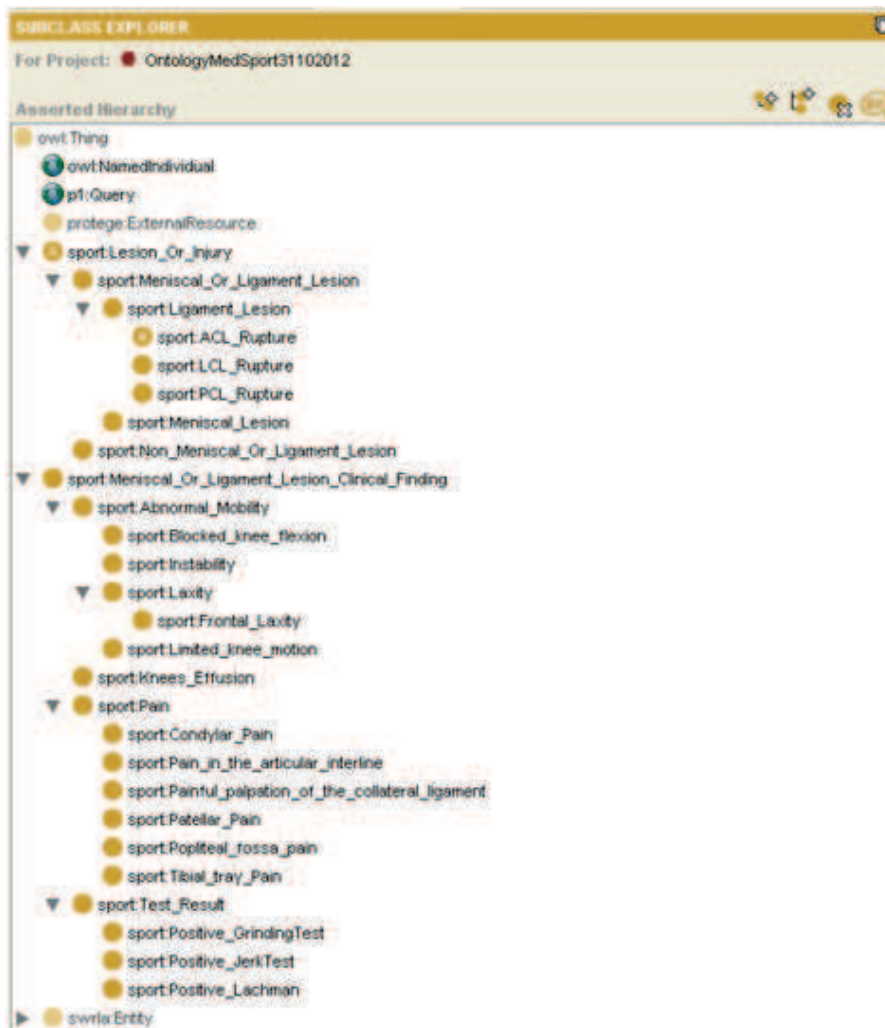 SUBCLASS EXPLORER
For Project: OntologyMedSport31102012
Asserted Hierarchy
owl:Thing
owl:NamedIndividual
p1:Query
protege:ExternalResource
sport:Lesion_Or_Injury
sport:Meniscal_Or_Ligament_Lesion
sport:Ligament_Lesion
sport:ACL_Rupture
sport:LCL_Rupture
sport:PCL_Rupture
sport:Meniscal_Lesion
sport:Non_Meniscal_Or_Ligament_Lesion
sport:Meniscal_Or_Ligament_Lesion_Clinical_Finding
sport:Abnormal_Mobility
sport:Blocked_knee_flexion
sport:Instability
sport:Laxity
sport:Frontal_Laxity
sport:Limited_knee_motion
sport:Knees_Effusion
sport:Pain
sport:Condylar_Pain
sport:Pain_in_the_articular_interline
sport:Painful_palpation_of_the_collateral_ligament
sport:Patellar_Pain
sport:Popliteal_fossa_pain
sport:Tibial_tray_Pain
sport:Test_Result
sport:Positive_GrindingTest
sport:Positive_JerkTest
sport:Positive_Lachman
swrla:Entity